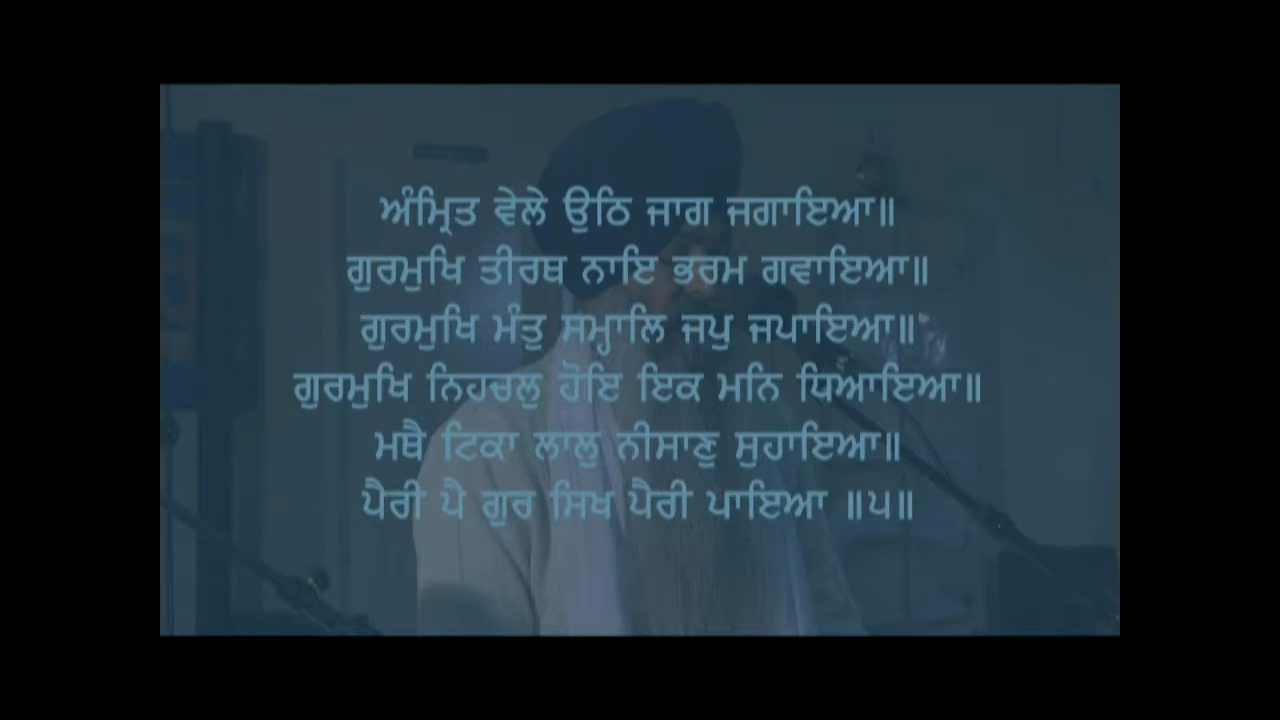 ਅੰਮ੍ਰਿਤ ਵੇਲੇ ਉਠਿ ਜਾਗ ਜਗਾਇਆ॥
ਗੁਰਮੁਖਿ ਤੀਰਥ ਨਾਇ ਭਰਮ ਗਵਾਇਆ॥
ਗੁਰਮੁਖਿ ਮੰਤੁ ਸਮ੍ਹਾਲਿ ਜਪੁ ਜਪਾਇਆ॥
ਗੁਰਮੁਖਿ ਨਿਹਚਲੁ ਹੋਇ ਇਕ ਮਨਿ ਧਿਆਇਆ॥
ਮਥੈ ਟਿਕਾ ਲਾਲੁ ਨੀਸਾਣੁ ਸੁਹਾਇਆ॥
ਪੈਰੀ ਪੈ ਗੁਰ ਸਿਖ ਪੈਰੀ ਪਾਇਆ ॥੫॥